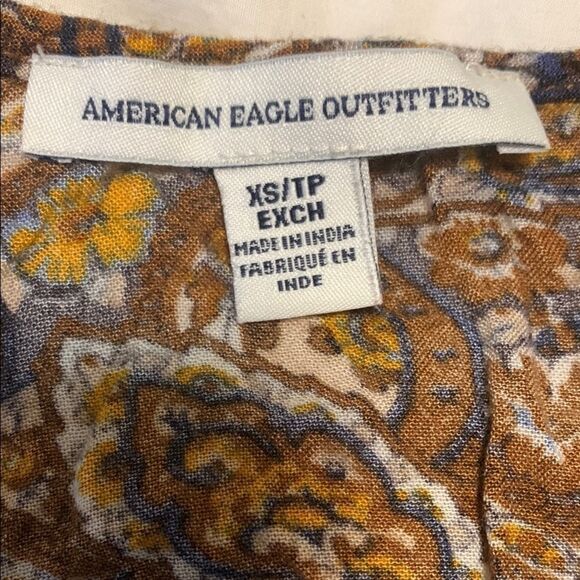 AMERICAN EAGLE OUTFITTERS
XS/TP
EXCH
MADE IN INDIA
FABRIQUÉ EN
INDE